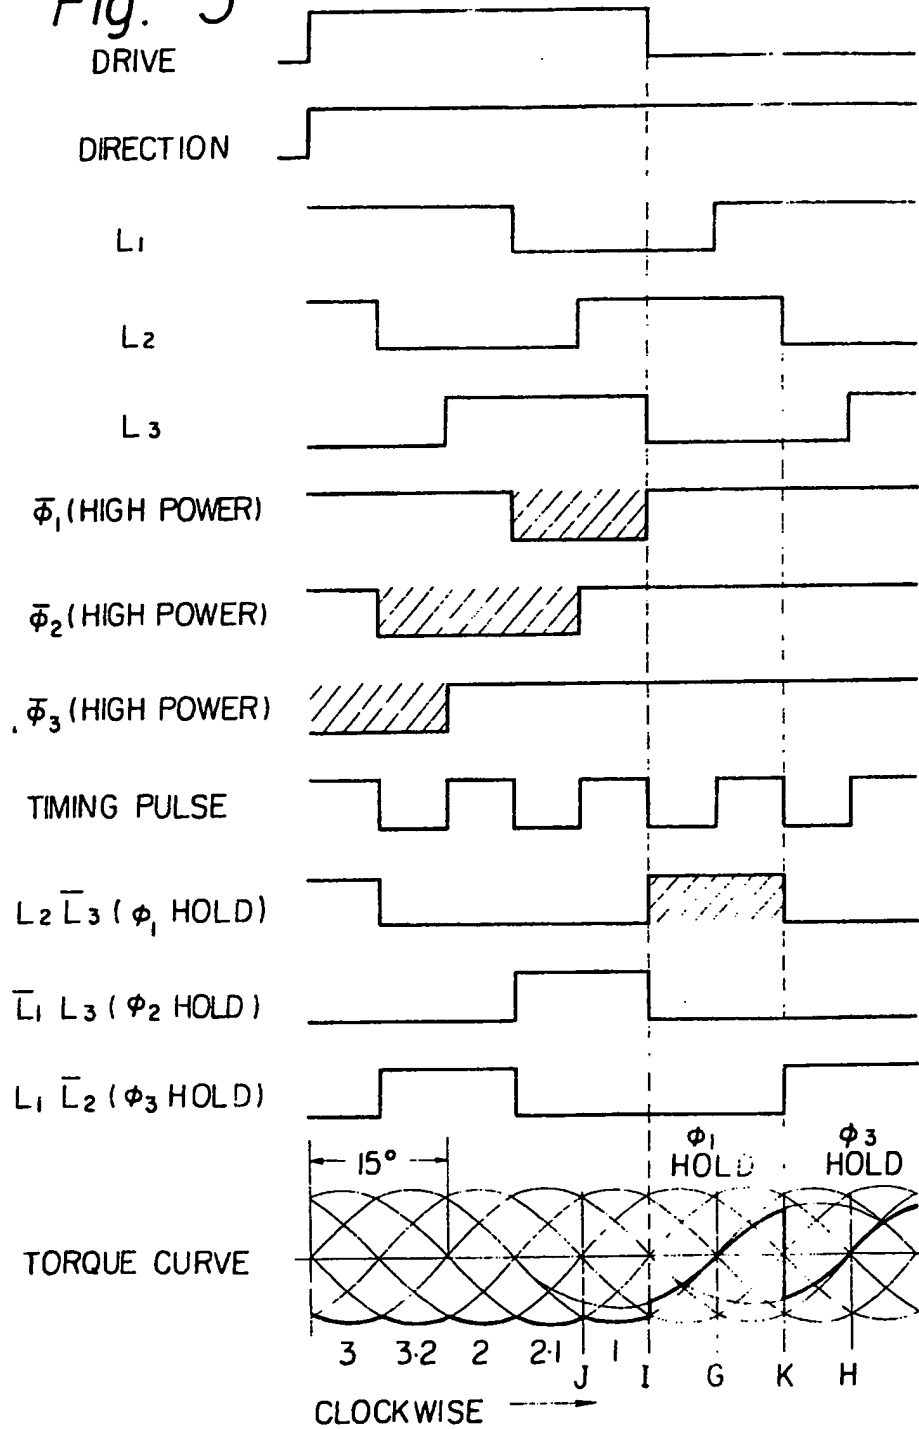 Fig. 5
DRIVE
DIRECTION
L1
L2
L3
ϕ̅1 (HIGH POWER)
ϕ̅2 (HIGH POWER)
ϕ̅3 (HIGH POWER)
TIMING PULSE
L2 L̅3 (ϕ1 HOLD)
L̅1 L3 (ϕ2 HOLD)
L1 L̅2 (ϕ3 HOLD)
15°
ϕ1 HOLD
ϕ3 HOLD
TORQUE CURVE
3 3·2 2 2·1 1
J I G K H
CLOCKWISE